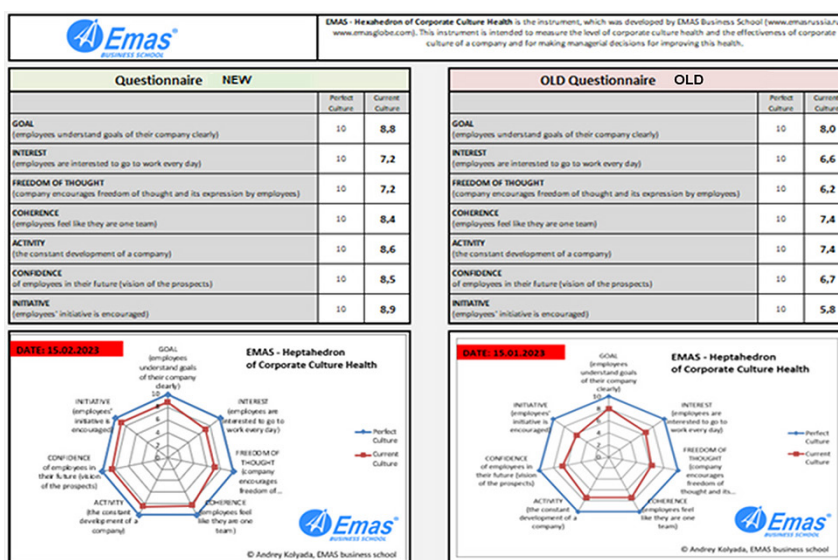 Emas®
BUSINESS SCHOOL
EMAS - Hexahedron of Corporate Culture Health is the instrument, which was developed by EMAS Business School (www.emasrussia.ru
www.emasglobe.com). This instrument is intended to measure the level of corporate culture health and the effectiveness of corporate
culture of a company and for making managerial decisions for improving this health.
Questionnaire NEW
Perfect Culture Current Culture
GOAL
(employees understand goals of their company clearly) 10 8,8
INTEREST
(employees are interested to go to work every day) 10 7,2
FREEDOM OF THOUGHT
(company encourages freedom of thought and its expression by employees) 10 7,2
COHERENCE
(employees feel like they are one team) 10 8,4
ACTIVITY
(the constant development of a company) 10 8,6
CONFIDENCE
of employees in their future (vision of the prospects) 10 8,5
INITIATIVE
(employees' initiative is encouraged) 10 8,9
OLD Questionnaire OLD
Perfect Culture Current Culture
GOAL
(employees understand goals of their company clearly) 10 8,0
INTEREST
(employees are interested to go to work every day) 10 6,6
FREEDOM OF THOUGHT
(company encourages freedom of thought and its expression by employees) 10 6,2
COHERENCE
(employees feel like they are one team) 10 7,4
ACTIVITY
(the constant development of a company) 10 7,4
CONFIDENCE
of employees in their future (vision of the prospects) 10 6,7
INITIATIVE
(employees' initiative is encouraged) 10 5,8
DATE: 15.02.2023
EMAS - Heptahedron
of Corporate Culture Health
GOAL
(employees
understand goals
of their company
clearly)
INTEREST
(employees are
interested to go to
work every day)
FREEDOM OF
THOUGHT
(company
encourages
freedom of...
COHERENCE
(employees feel
like they are one
team)
ACTIVITY
(the constant
development of a
company)
CONFIDENCE
of employees in
their future (vision
of the prospects)
INITIATIVE
(employees'
initiative is
encouraged)
10
8
6
4
2
0
Perfect
Culture
Current
Culture
Emas®
BUSINESS SCHOOL
© Andrey Kolyada, EMAS business school
DATE: 15.01.2023
EMAS - Heptahedron
of Corporate Culture Health
GOAL
(employees
understand goals
of their company
clearly)
INTEREST
(employees are
interested to go to
work every day)
FREEDOM OF
THOUGHT
(company
encourages
freedom of
thought and its...
COHERENCE
(employees feel
like they are one
team)
ACTIVITY
(the constant
development of a
company)
CONFIDENCE
of employees in
their future (vision
of the prospects)
INITIATIVE
(employees'
initiative is
encouraged)
10
8
6
4
2
0
Perfect
Culture
Current
Culture
Emas®
BUSINESS SCHOOL
© Andrey Kolyada, EMAS business school